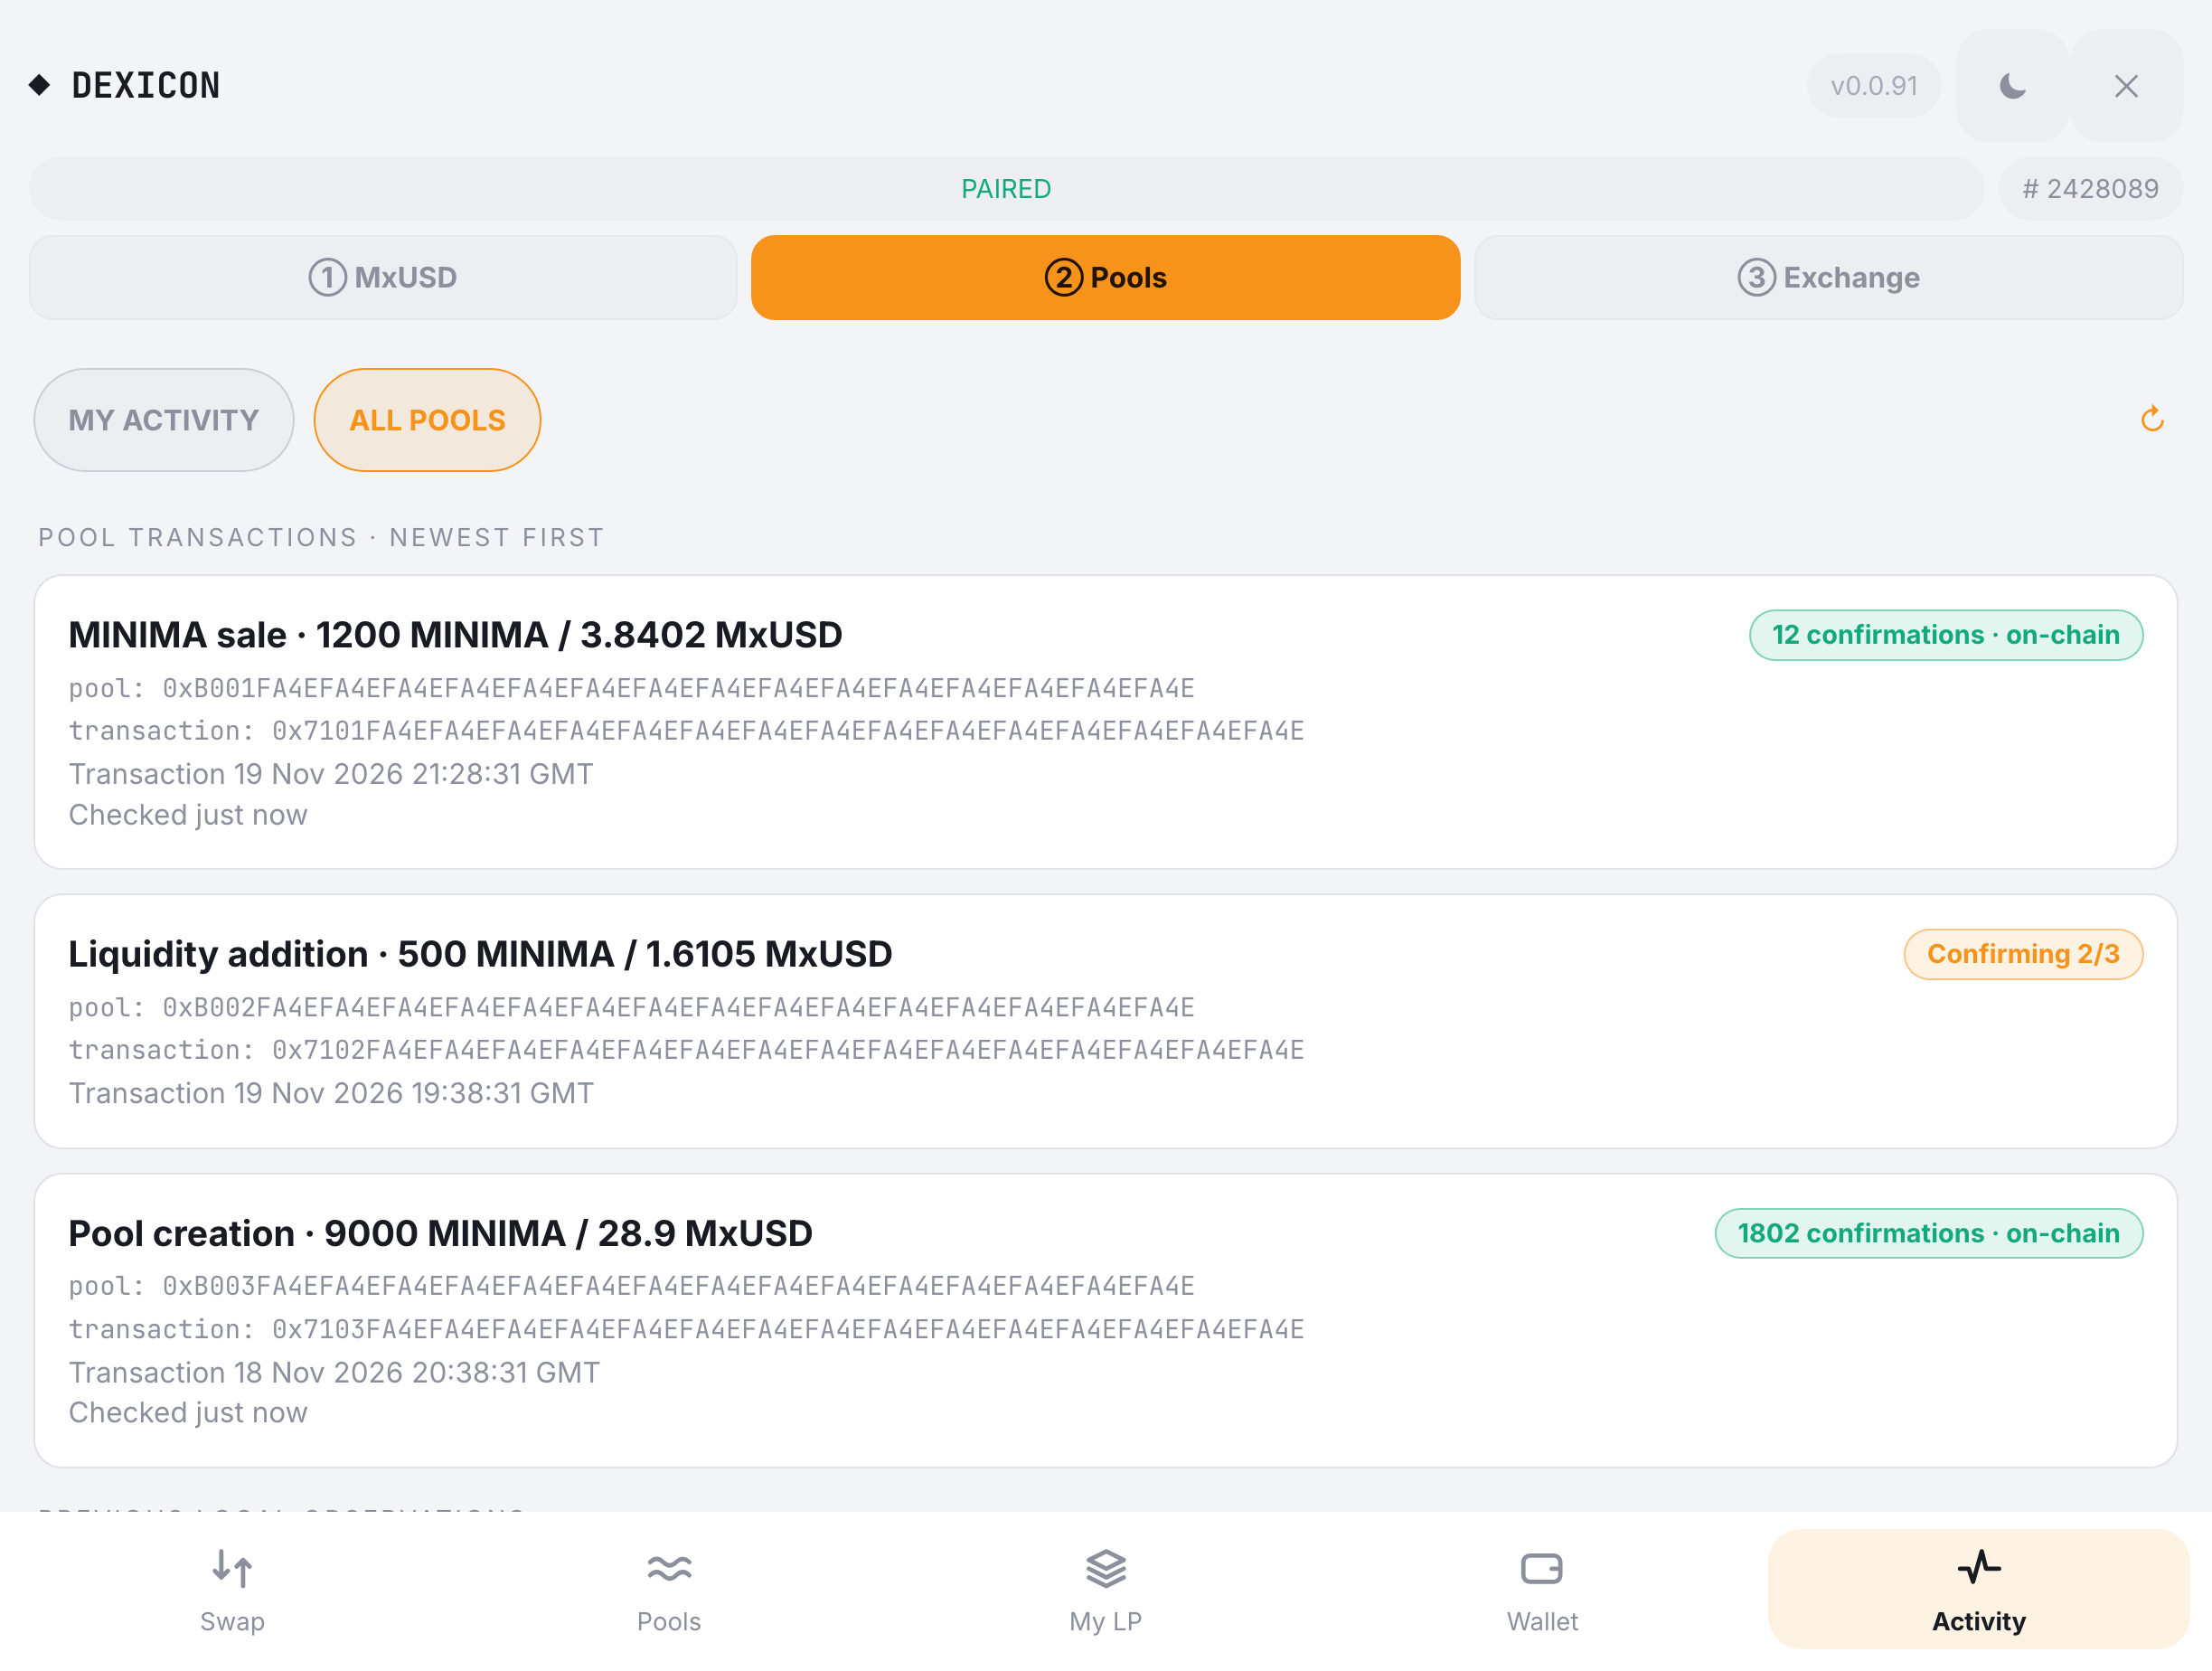 ◆ DEXICON
v0.0.91
PAIRED
# 2428089
① MxUSD
② Pools
③ Exchange
MY ACTIVITY
ALL POOLS
POOL TRANSACTIONS · NEWEST FIRST
MINIMA sale · 1200 MINIMA / 3.8402 MxUSD
12 confirmations · on-chain
pool: 0xB001FA4EFA4EFA4EFA4EFA4EFA4EFA4EFA4EFA4EFA4EFA4EFA4EFA4EFA4EFA4E
transaction: 0x7101FA4EFA4EFA4EFA4EFA4EFA4EFA4EFA4EFA4EFA4EFA4EFA4EFA4EFA4EFA4E
Transaction 19 Nov 2026 21:28:31 GMT
Checked just now
Liquidity addition · 500 MINIMA / 1.6105 MxUSD
Confirming 2/3
pool: 0xB002FA4EFA4EFA4EFA4EFA4EFA4EFA4EFA4EFA4EFA4EFA4EFA4EFA4EFA4EFA4E
transaction: 0x7102FA4EFA4EFA4EFA4EFA4EFA4EFA4EFA4EFA4EFA4EFA4EFA4EFA4EFA4EFA4E
Transaction 19 Nov 2026 19:38:31 GMT
Pool creation · 9000 MINIMA / 28.9 MxUSD
1802 confirmations · on-chain
pool: 0xB003FA4EFA4EFA4EFA4EFA4EFA4EFA4EFA4EFA4EFA4EFA4EFA4EFA4EFA4EFA4E
transaction: 0x7103FA4EFA4EFA4EFA4EFA4EFA4EFA4EFA4EFA4EFA4EFA4EFA4EFA4EFA4EFA4E
Transaction 18 Nov 2026 20:38:31 GMT
Checked just now
Swap
Pools
My LP
Wallet
Activity